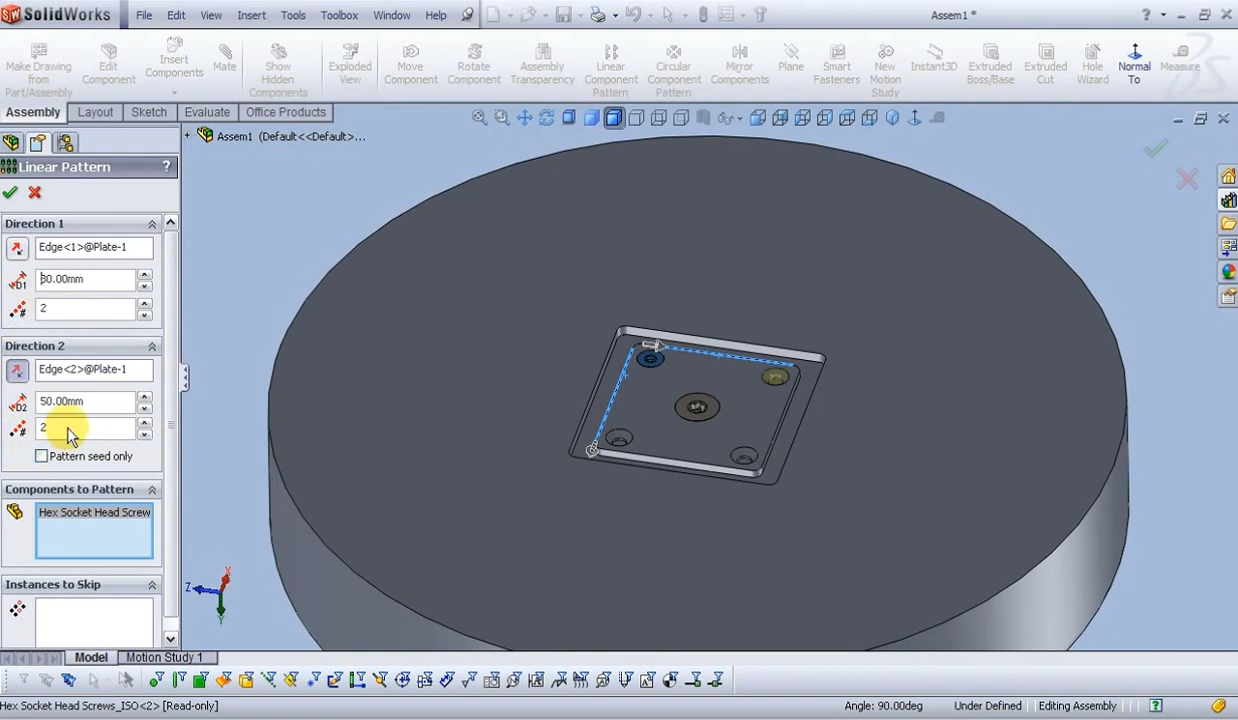 SolidWorks
File Edit View Insert Tools Toolbox Window Help
Assem1 *
Make Drawing from Part/Assembly
Edit Component
Insert Components
Mate
Show Hidden Components
Exploded View
Move Component
Rotate Component
Assembly Transparency
Linear Component Pattern
Circular Component Pattern
Mirror Components
Plane
Smart Fasteners
New Motion Study
Instant3D
Extruded Boss/Base
Extruded Cut
Hole Wizard
Normal To
Measure
Assembly Layout Sketch Evaluate Office Products
Assem1 (Default<<Default>...
Linear Pattern ?
Direction 1
Edge<1>@Plate-1
D1 30.00mm
# 2
Direction 2
Edge<2>@Plate-1
D2 50.00mm
# 2
Pattern seed only
Components to Pattern
Hex Socket Head Screw
Instances to Skip
X
Z
Y
Model Motion Study 1
Hex Socket Head Screws_ISO<2> [Read-only] Angle: 90.00deg Under Defined Editing Assembly